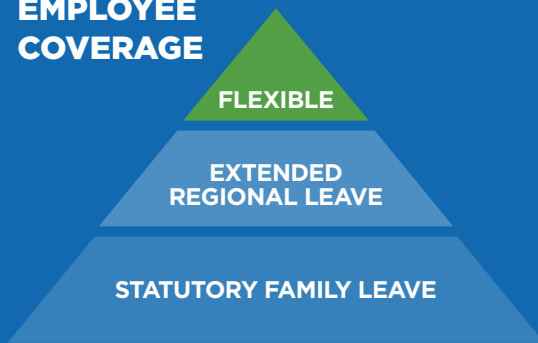 EMPLOYEE
COVERAGE
FLEXIBLE
EXTENDED
REGIONAL LEAVE
STATUTORY FAMILY LEAVE